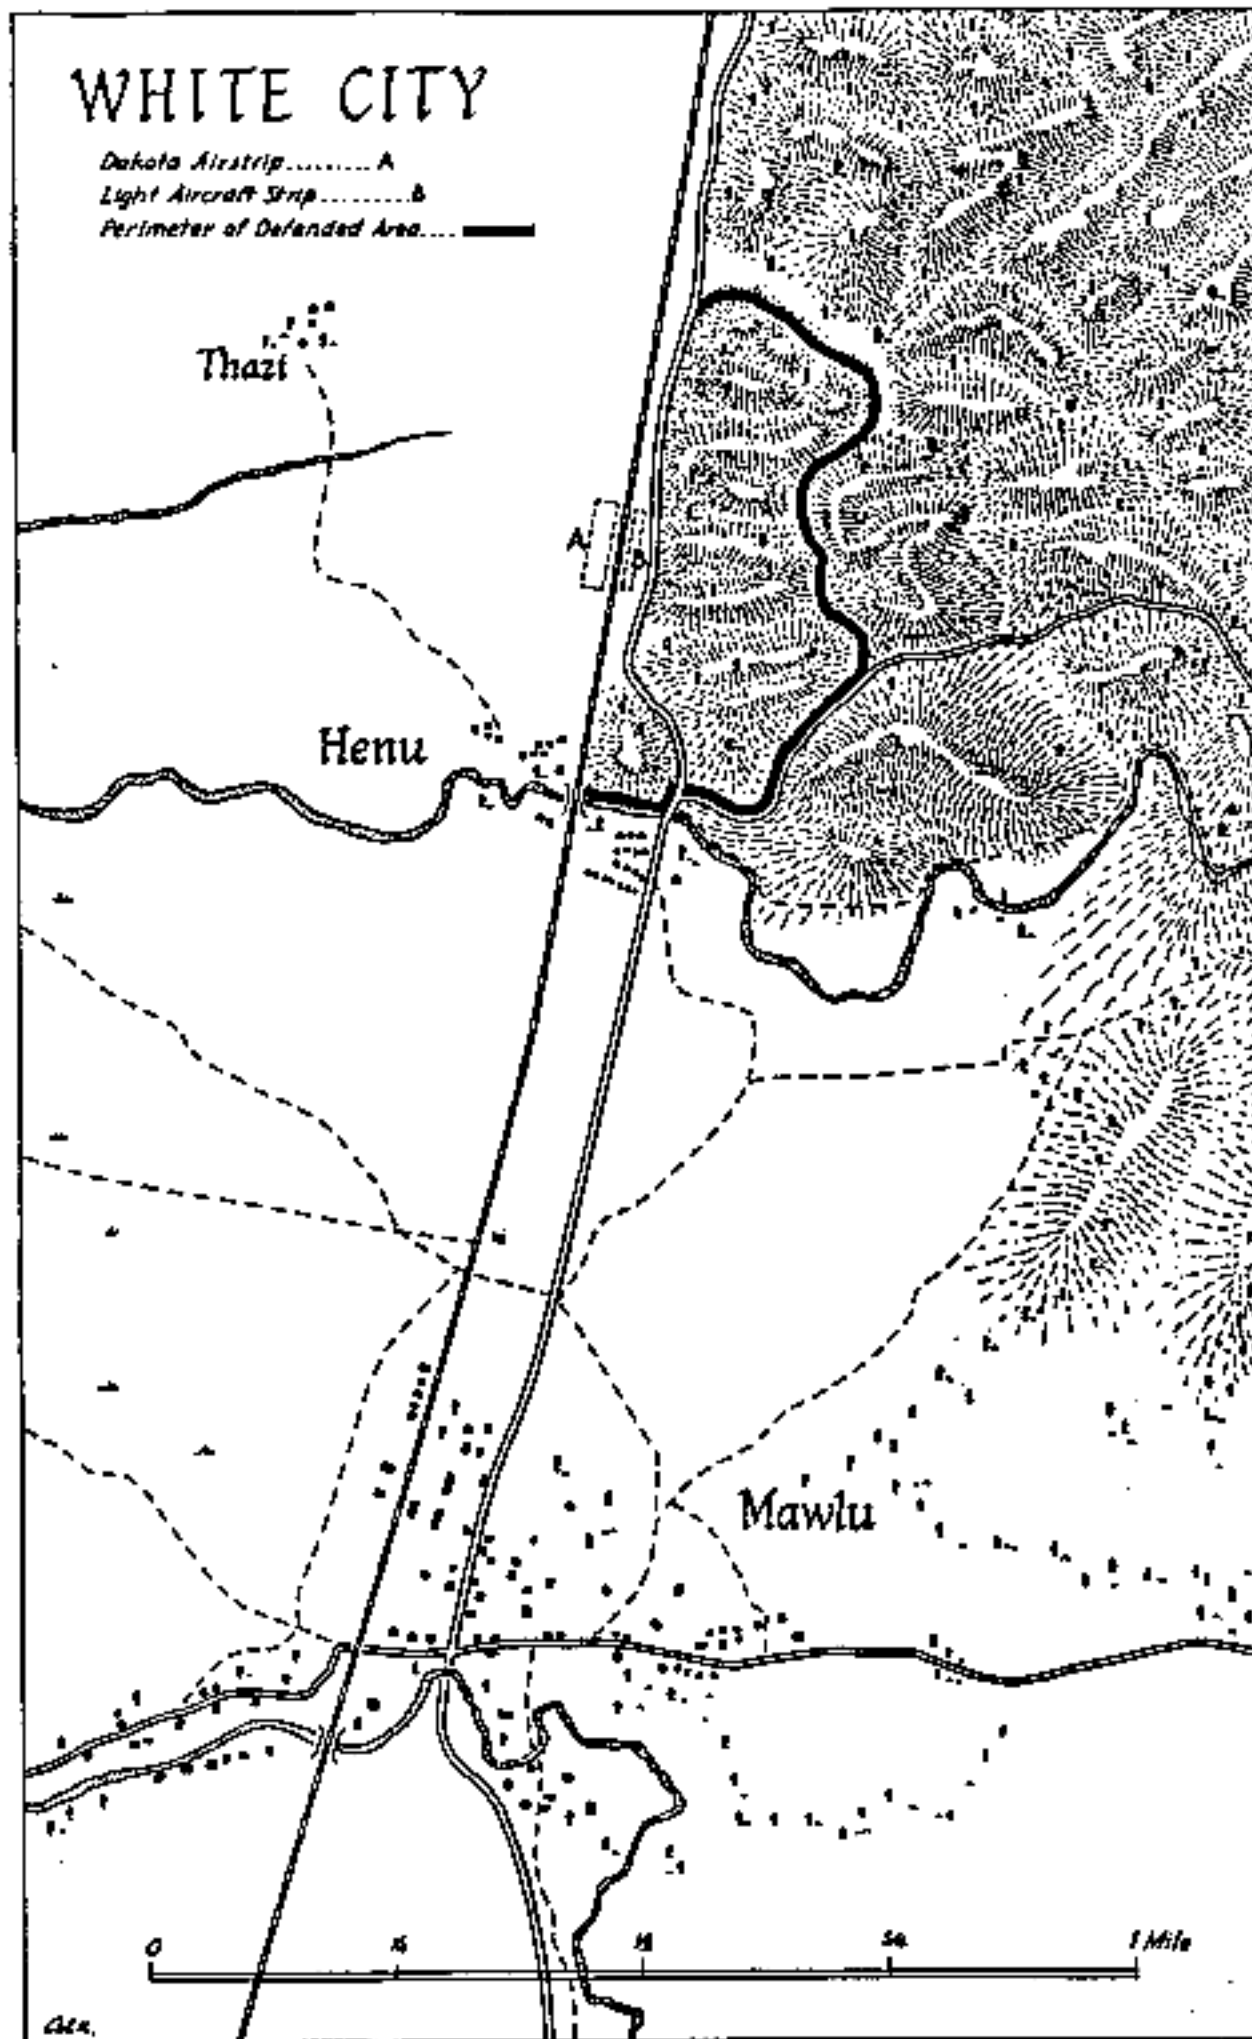 WHITE CITY
Dakota Airstrip.........A
Light Aircraft Strip.........B
Perimeter of Defended Area....
Thazi
A
B
Henu
Mawlu
0 ¼ ½ ¾ 1 Mile